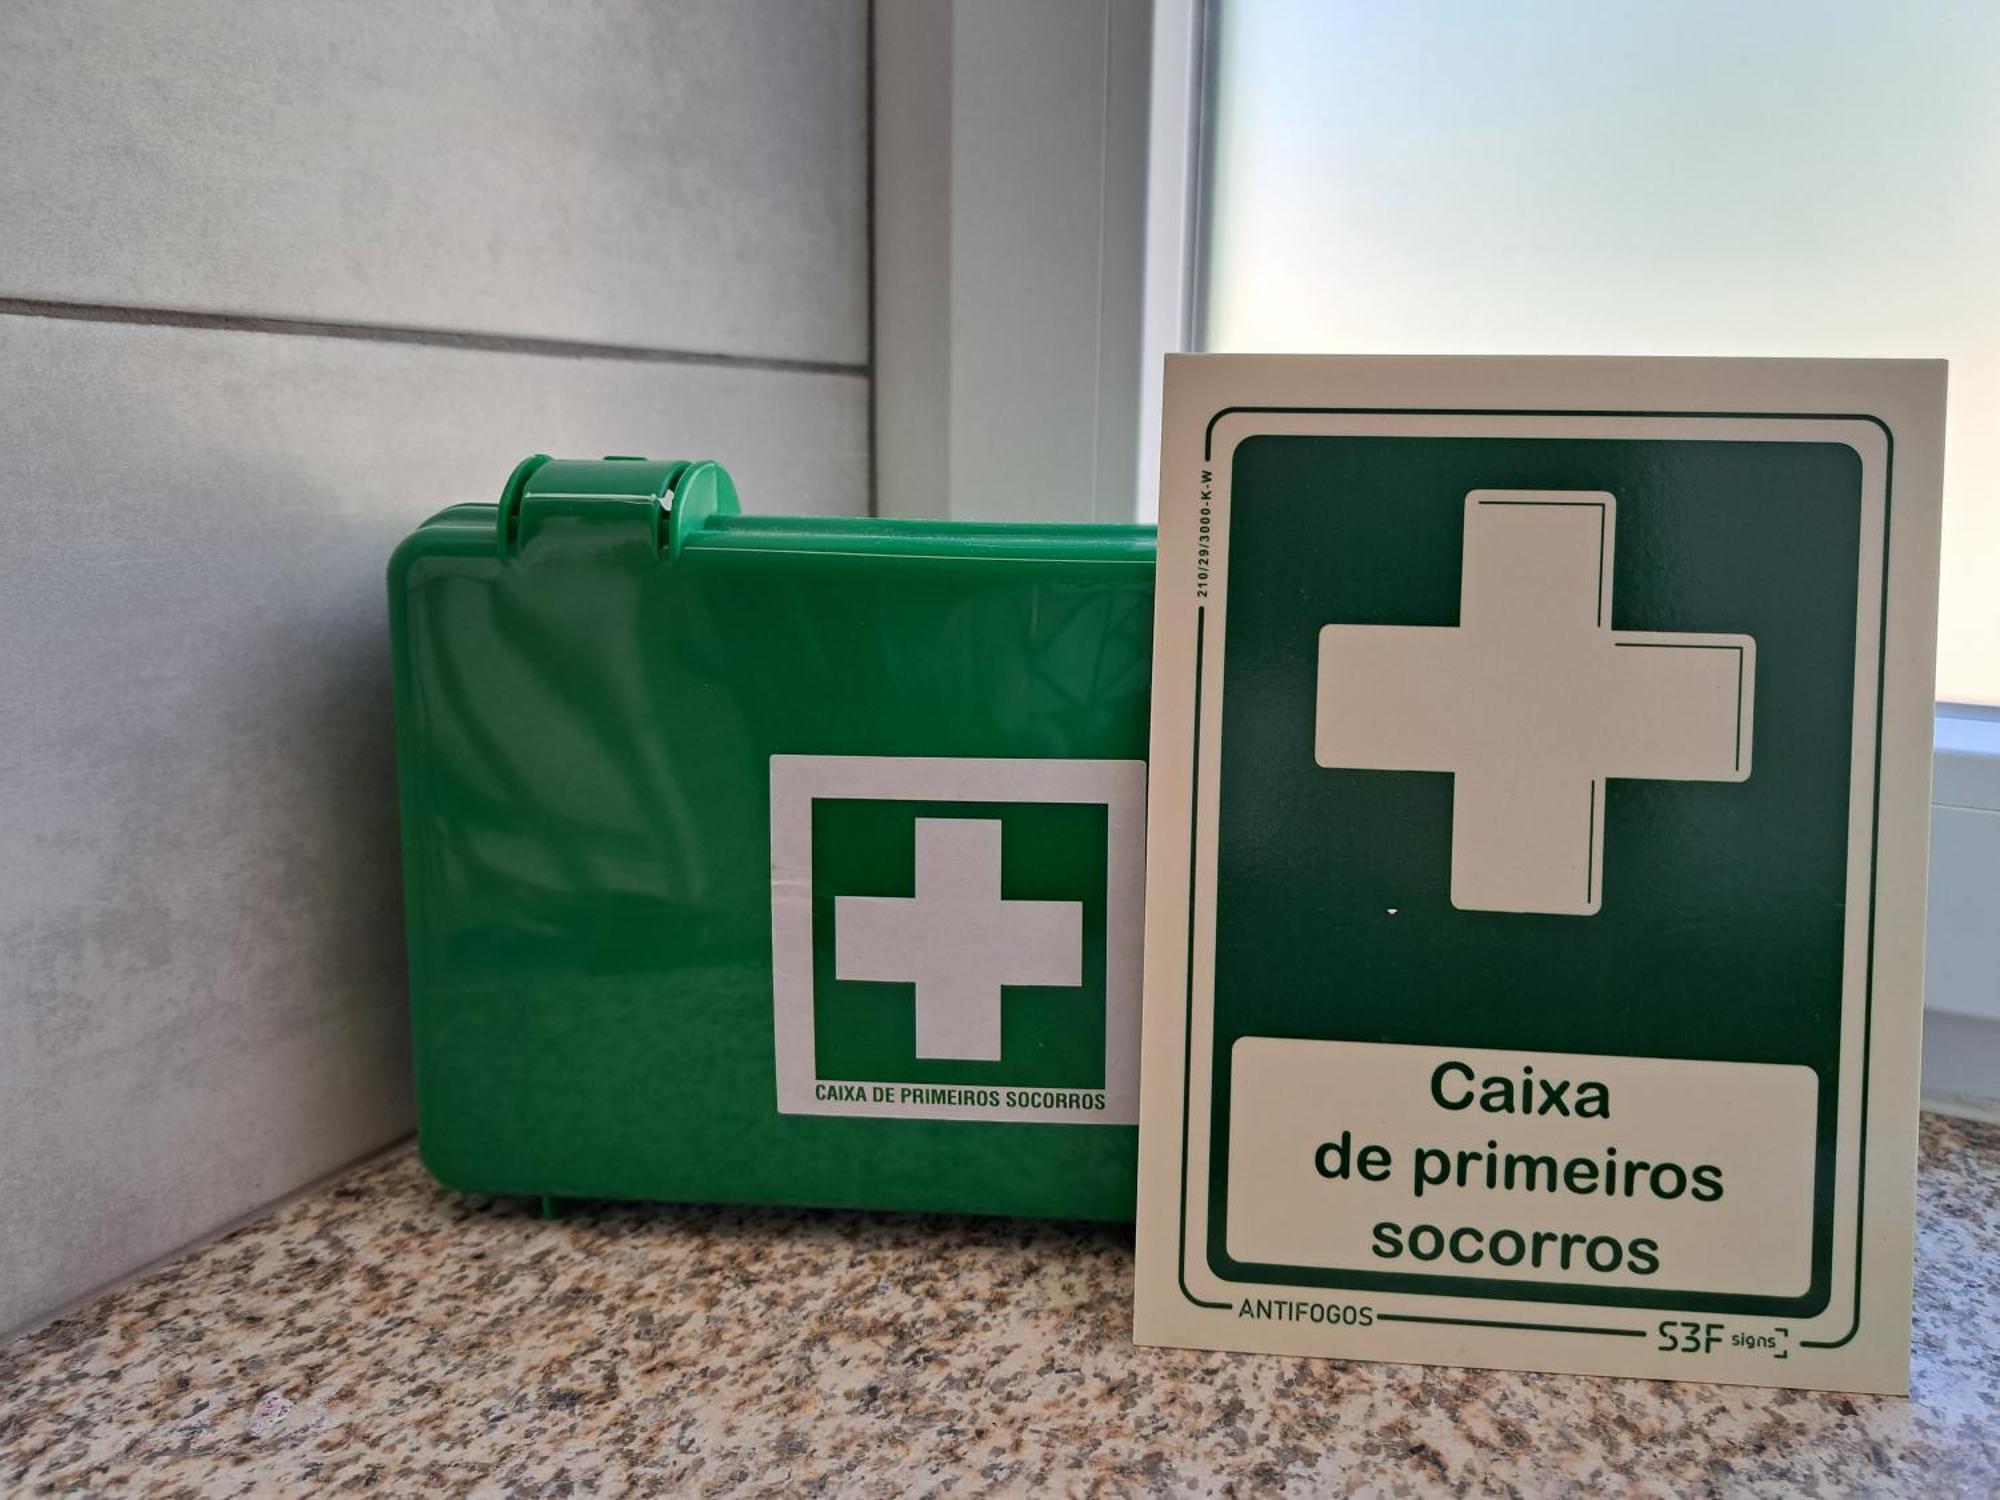 CAIXA DE PRIMEIROS SOCORROS
210/29/3000-K-W
Caixa
de primeiros
socorros
ANTIFOGOS
S3F signs